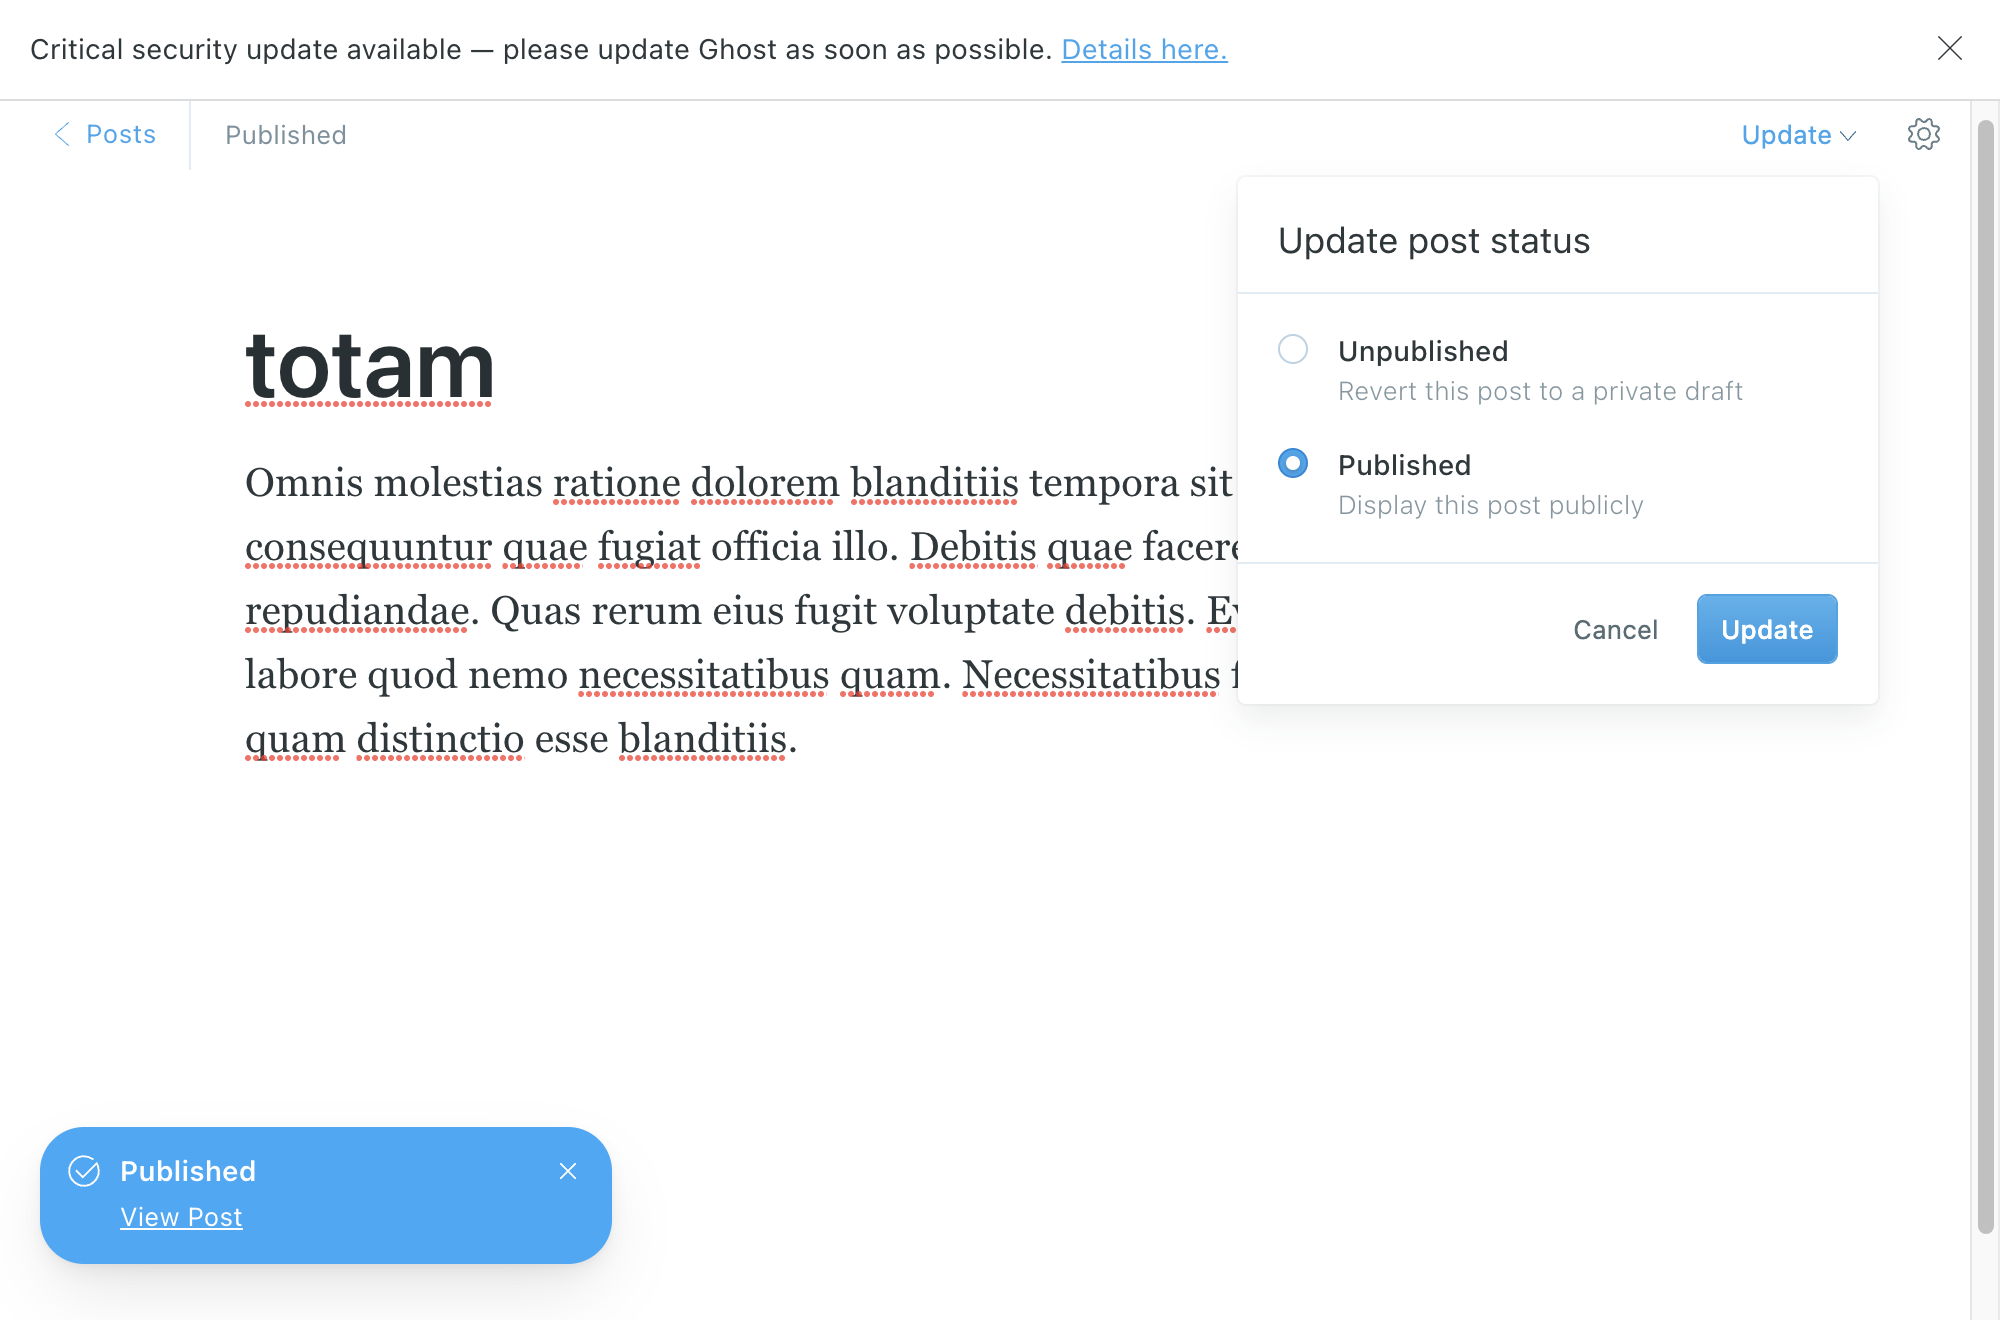 Critical security update available — please update Ghost as soon as possible. Details here.
Posts
Published
Update
Update post status
Unpublished
Revert this post to a private draft
Published
Display this post publicly
Cancel
Update
totam
Omnis molestias ratione dolorem blanditiis tempora sit
consequuntur quae fugiat officia illo. Debitis quae facere
repudiandae. Quas rerum eius fugit voluptate debitis.
labore quod nemo necessitatibus quam. Necessitatibus
quam distinctio esse blanditiis.
Published
View Post